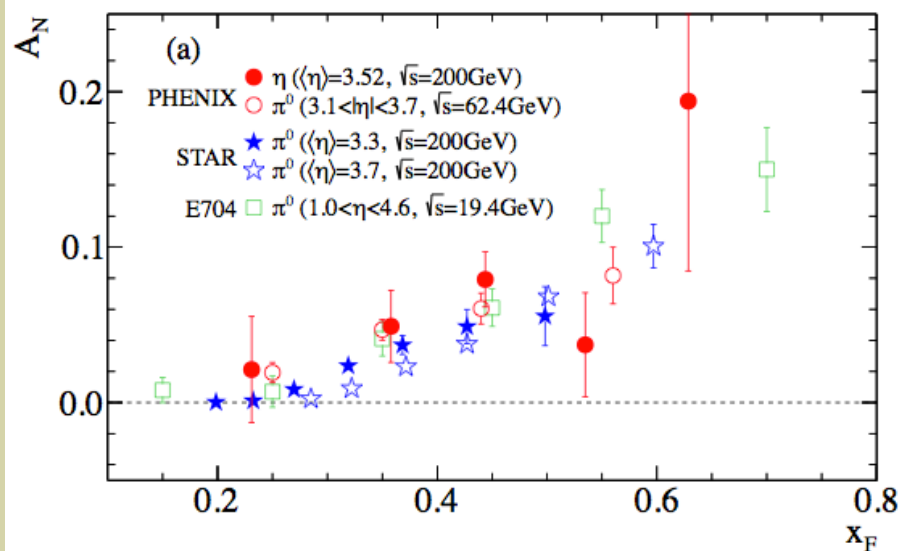 A_N
(a)
η (⟨η⟩=3.52, √s=200GeV)
PHENIX
π⁰ (3.1<|η|<3.7, √s=62.4GeV)
π⁰ (⟨η⟩=3.3, √s=200GeV)
STAR
π⁰ (⟨η⟩=3.7, √s=200GeV)
E704 π⁰ (1.0<η<4.6, √s=19.4GeV)
0.2
0.1
0.0
0.2 0.4 0.6 0.8
x_F